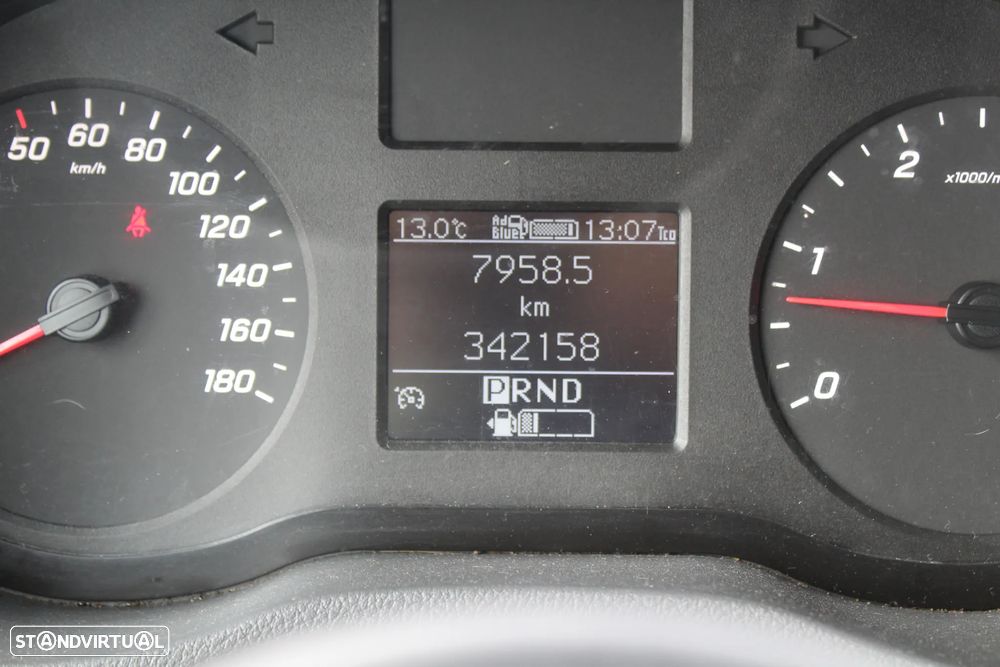 50 60 80 100 120 140 160 180
km/h
13.0°C Ad Blue 13:07 Tco
7958.5
km
342158
PRND
2
x1000/m
1
0
STANDVIRTUAL